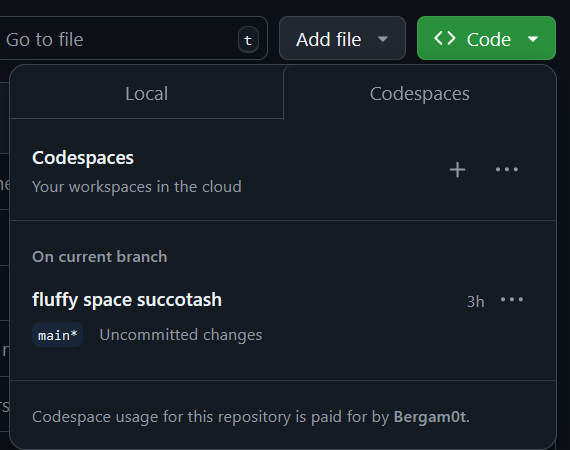 Go to file
t
Add file
Code
Local
Codespaces
Codespaces
Your workspaces in the cloud
On current branch
fluffy space succotash
3h
main*
Uncommitted changes
Codespace usage for this repository is paid for by Bergam0t.